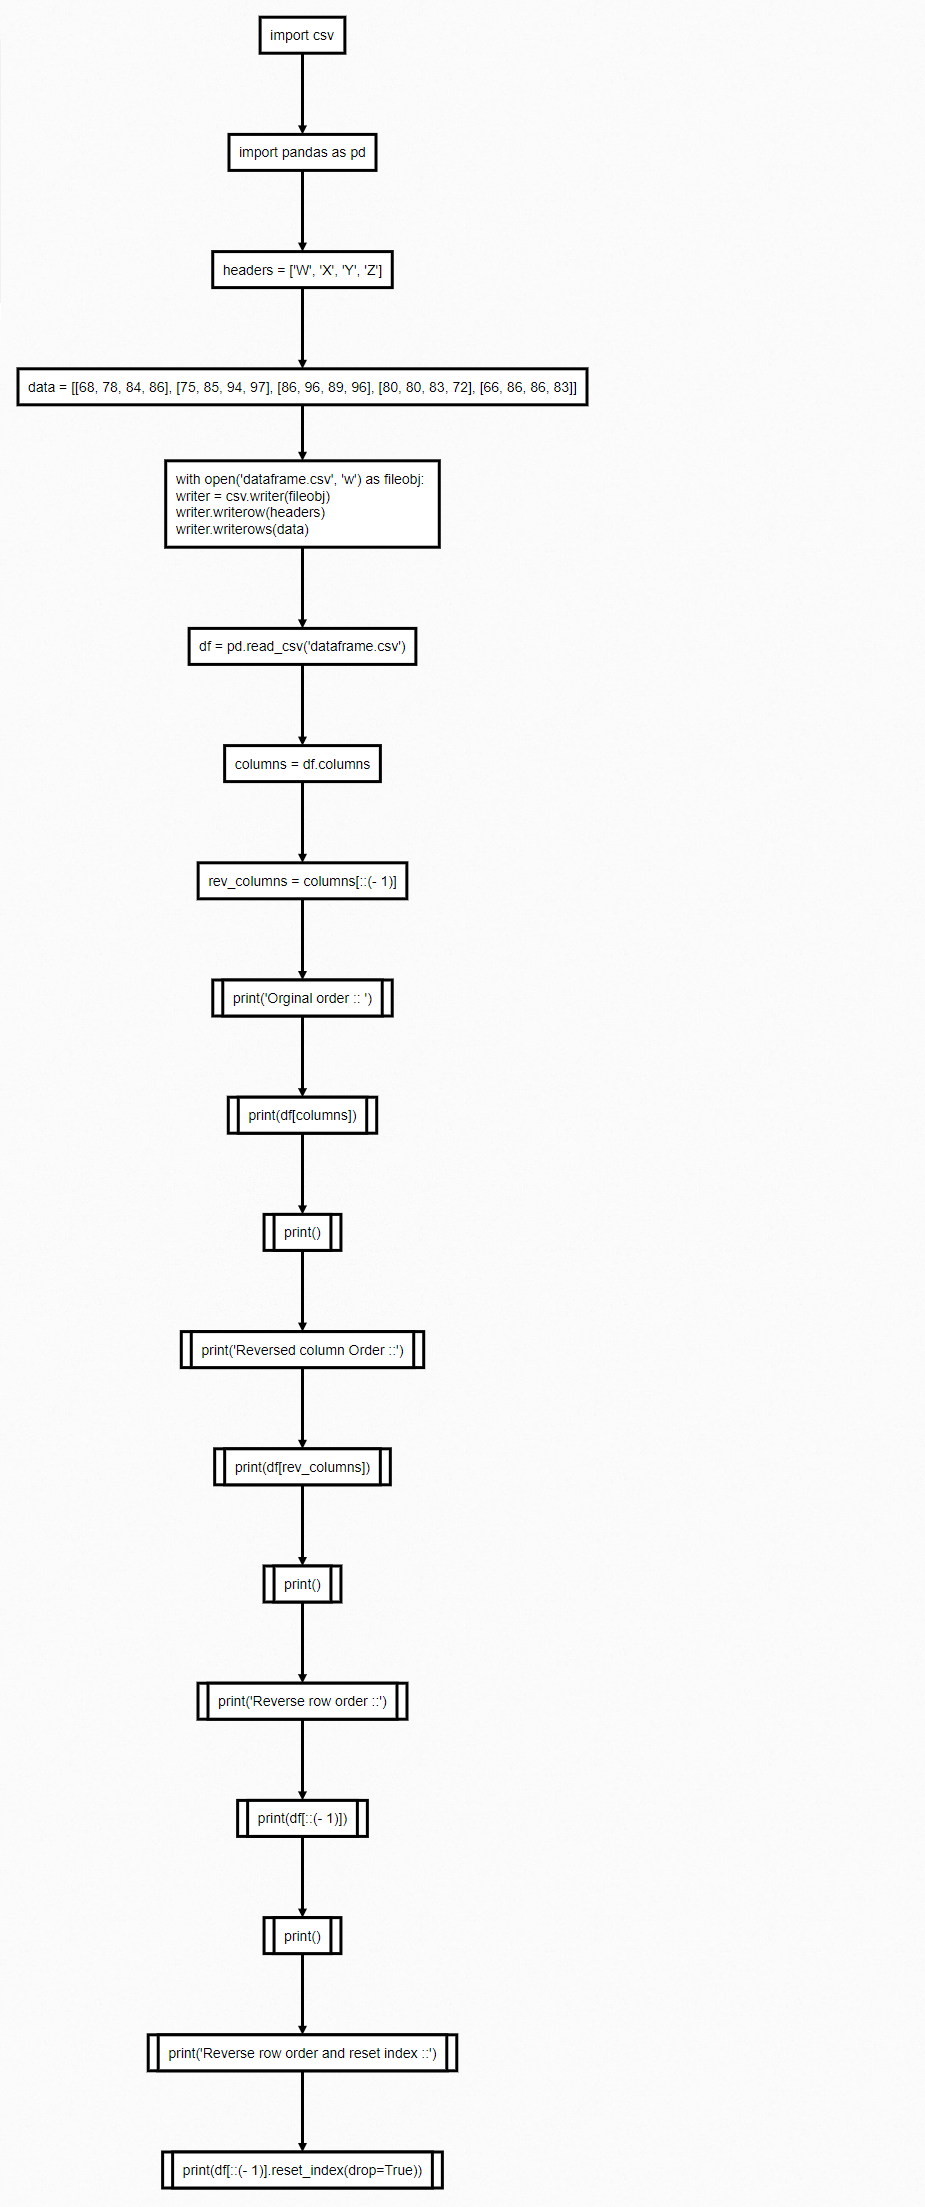 import csv
import pandas as pd
headers = ['W', 'X', 'Y', 'Z']
data = [[68, 78, 84, 86], [75, 85, 94, 97], [86, 96, 89, 96], [80, 80, 83, 72], [66, 86, 86, 83]]
with open('dataframe.csv', 'w') as fileobj:
writer = csv.writer(fileobj)
writer.writerow(headers)
writer.writerows(data)
df = pd.read_csv('dataframe.csv')
columns = df.columns
rev_columns = columns[::(- 1)]
print('Orginal order :: ')
print(df[columns])
print()
print('Reversed column Order ::')
print(df[rev_columns])
print()
print('Reverse row order ::')
print(df[::(- 1)])
print()
print('Reverse row order and reset index ::')
print(df[::(- 1)].reset_index(drop=True))